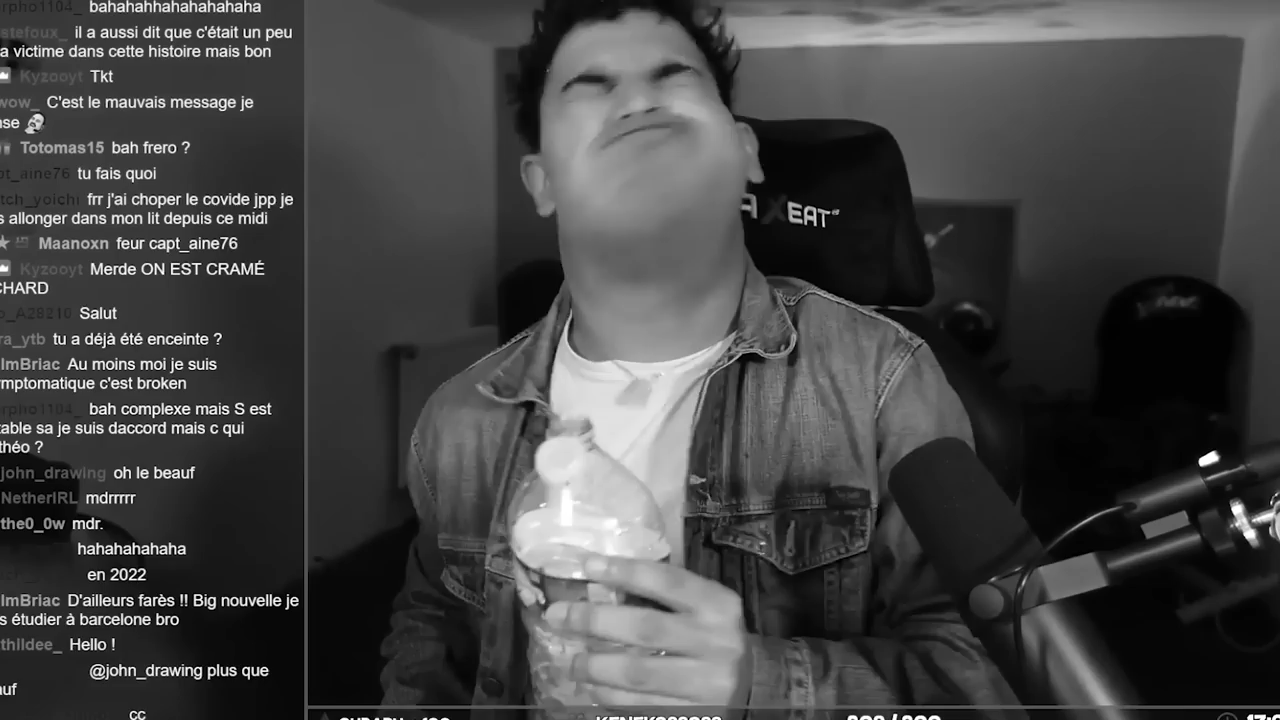 bahahahhahahahahaha
il a aussi dit que c'était un peu
a victime dans cette histoire mais bon
Kyzooyt Tkt
C'est le mauvais message je
Totomas15 bah frero ?
tu fais quoi
frr j'ai choper le covide jpp je
s allonger dans mon lit depuis ce midi
Maanoxn feur capt_aine76
Kyzooyt Merde ON EST CRAMÉ
CHARD
Salut
tu a déjà été enceinte ?
lmBriac Au moins moi je suis
mptomatique c'est broken
bah complexe mais S est
table sa je suis daccord mais c qui
théo ?
john_drawing oh le beauf
NetherIRL mdrrrrr
the0_0w mdr.
hahahahahaha
en 2022
lmBriac D'ailleurs farès !! Big nouvelle je
s étudier à barcelone bro
thildee_ Hello !
@john_drawing plus que
cc
A XEAT